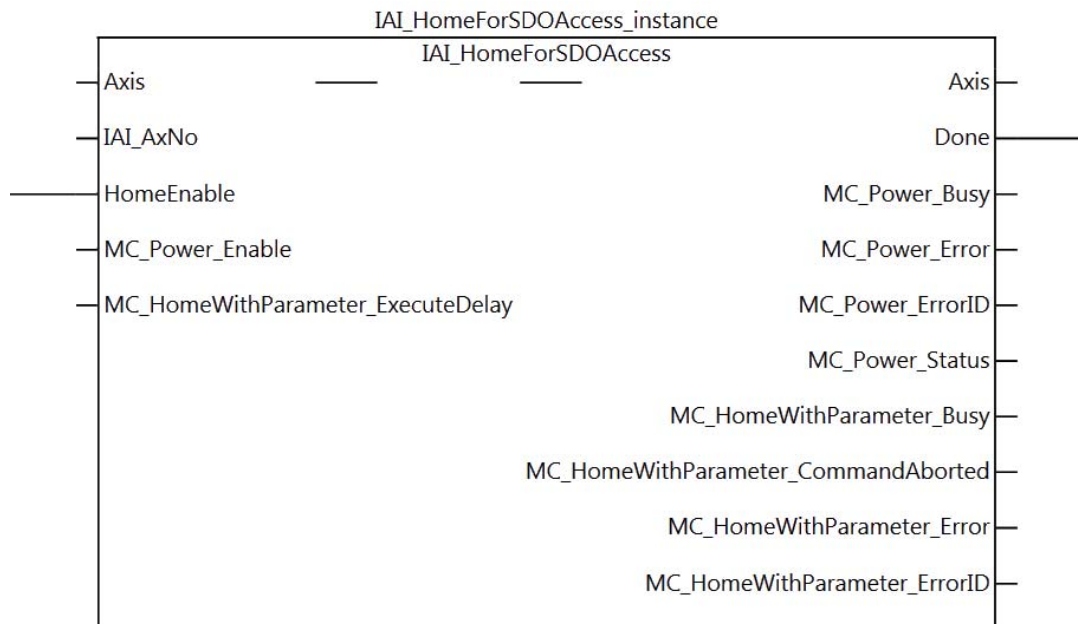 IAI_HomeForSDOAccess_instance
IAI_HomeForSDOAccess
Axis Axis
IAI_AxNo Done
HomeEnable MC_Power_Busy
MC_Power_Enable MC_Power_Error
MC_HomeWithParameter_ExecuteDelay MC_Power_ErrorID
MC_Power_Status
MC_HomeWithParameter_Busy
MC_HomeWithParameter_CommandAborted
MC_HomeWithParameter_Error
MC_HomeWithParameter_ErrorID